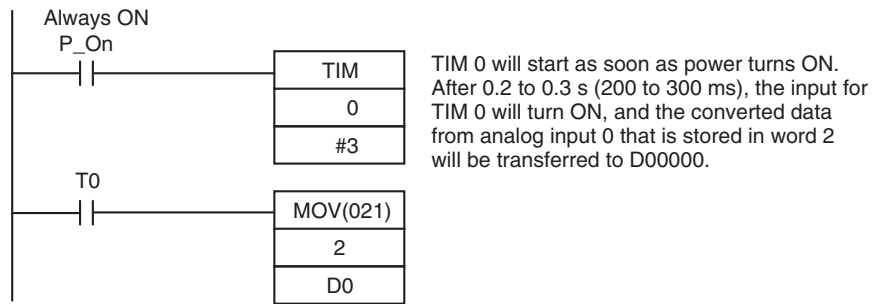 Always ON
P_On
TIM
0
#3
TIM 0 will start as soon as power turns ON.
After 0.2 to 0.3 s (200 to 300 ms), the input for
TIM 0 will turn ON, and the converted data
from analog input 0 that is stored in word 2
will be transferred to D00000.
T0
MOV(021)
2
D0